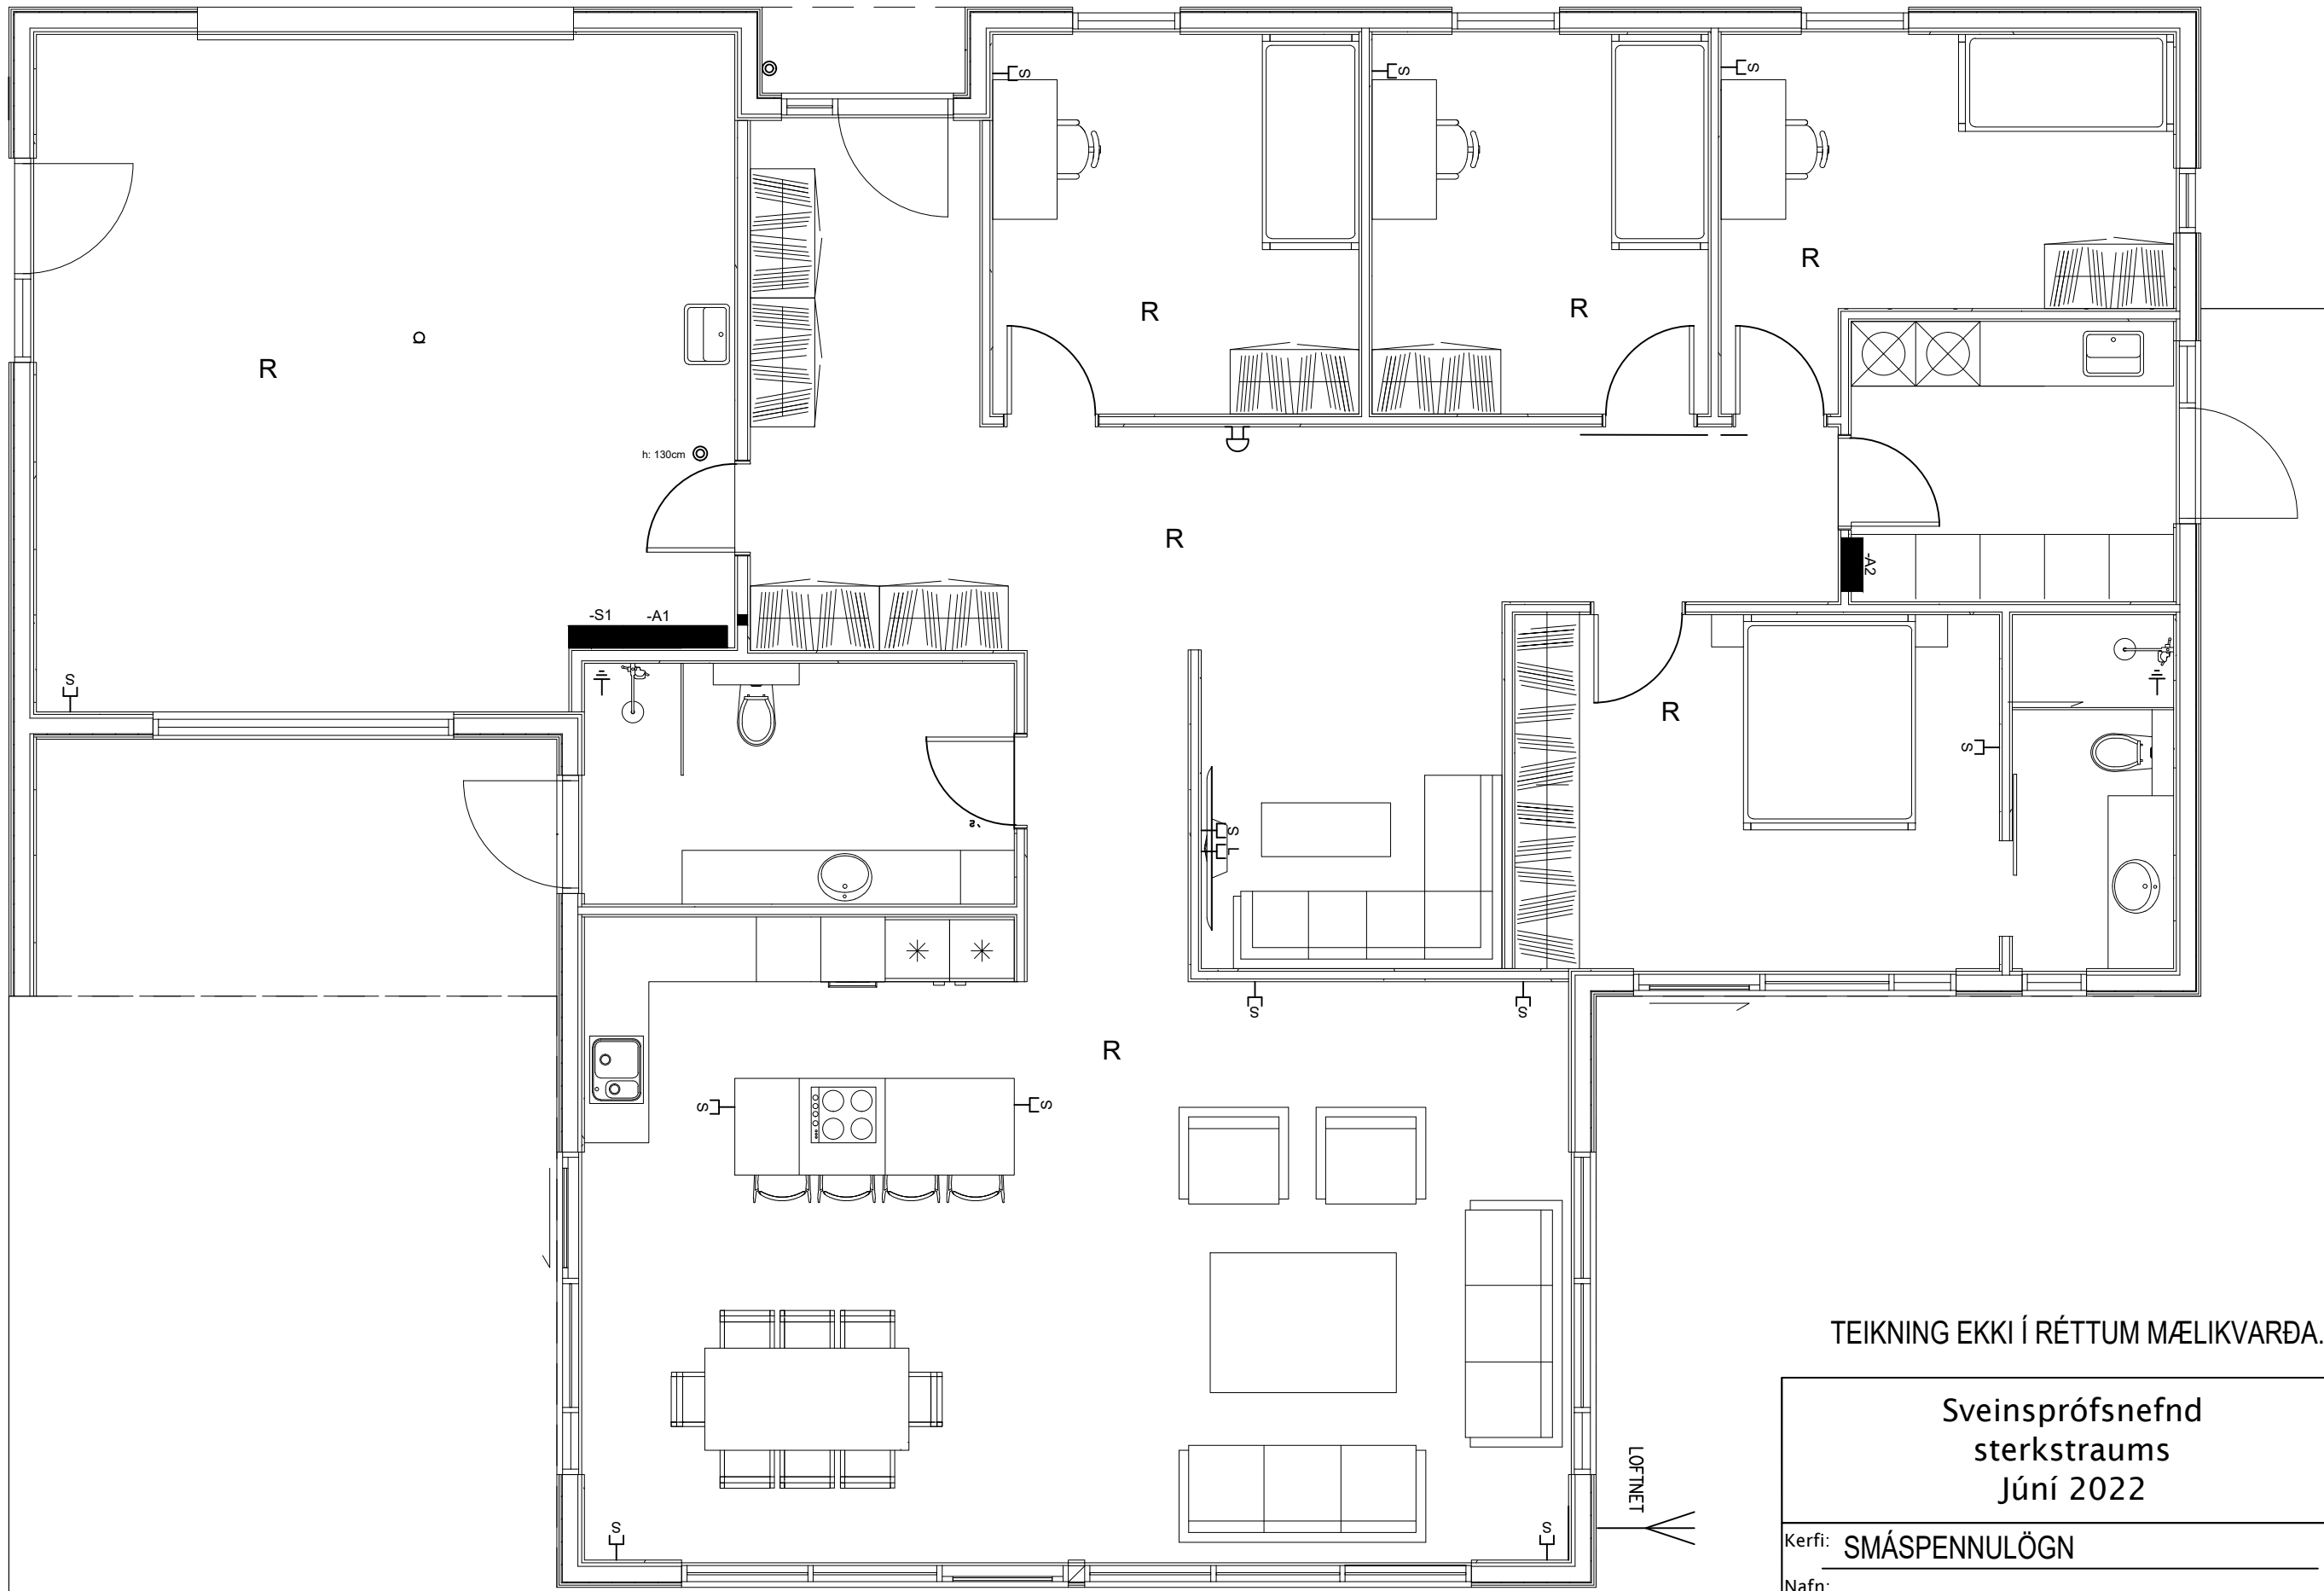 S
S
S
R
R
R
R
Ω
h: 130cm
R
-A2
-S1
-A1
S
R
S
S
L
S
S
R
S
S
TEIKNING EKKI Í RÉTTUM MÆLIKVARÐA.
Sveinsprófsnefnd
sterkstraums
Júní 2022
LOFTNET
S
S
Kerfi: SMÁSPENNULÖGN
Nafn: